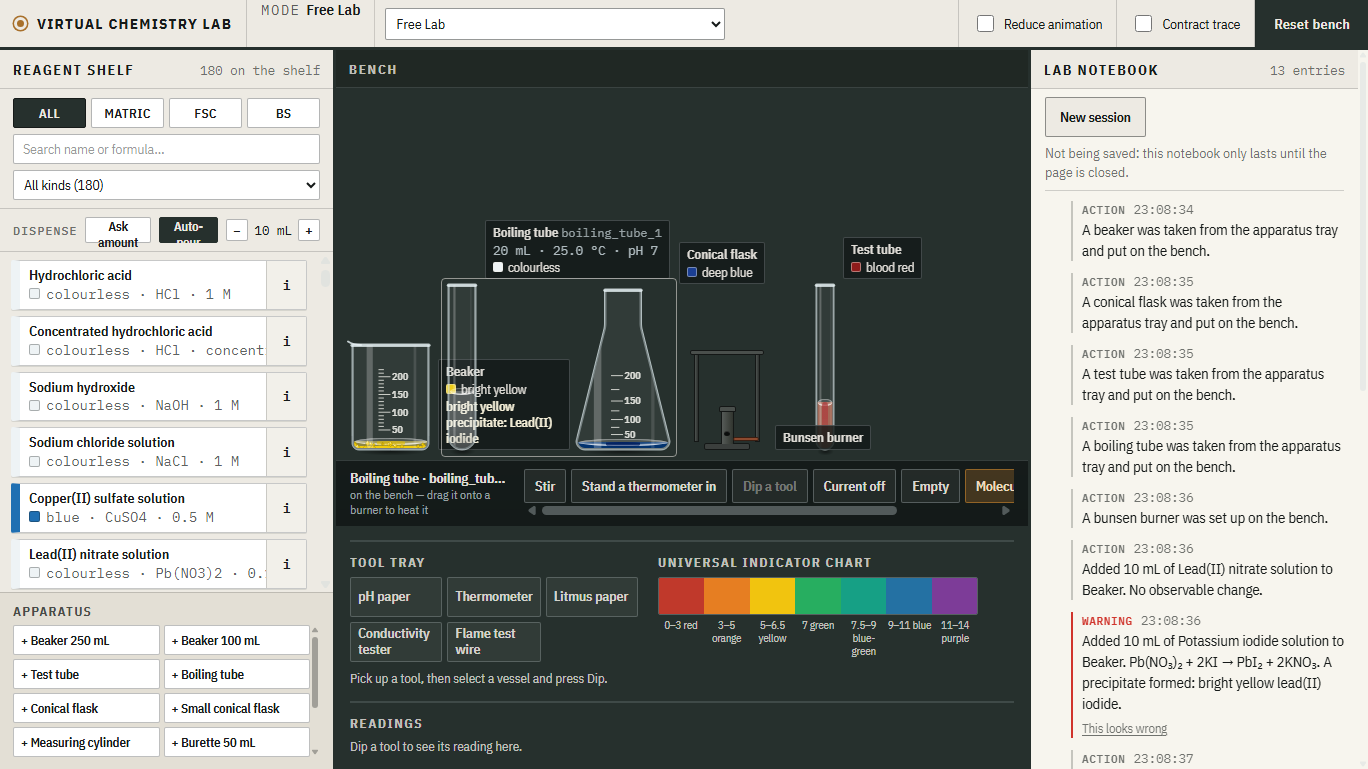 VIRTUAL CHEMISTRY LAB
MODE Free Lab
Free Lab
Reduce animation
Contract trace
Reset bench
REAGENT SHELF
180 on the shelf
ALL
MATRIC
FSC
BS
Search name or formula...
All kinds (180)
DISPENSE
Ask amount
Auto-pour
− 10 mL +
Hydrochloric acid
colourless · HCl · 1 M
i
Concentrated hydrochloric acid
colourless · HCl · concent
i
Sodium hydroxide
colourless · NaOH · 1 M
i
Sodium chloride solution
colourless · NaCl · 1 M
i
Copper(II) sulfate solution
blue · CuSO4 · 0.5 M
i
Lead(II) nitrate solution
colourless · Pb(NO3)2 · 0.
i
APPARATUS
+ Beaker 250 mL
+ Beaker 100 mL
+ Test tube
+ Boiling tube
+ Conical flask
+ Small conical flask
+ Measuring cylinder
+ Burette 50 mL
BENCH
Boiling tube boiling_tube_1
20 mL · 25.0 °C · pH 7
colourless
Conical flask
deep blue
Test tube
blood red
200
150
100
50
Beaker
bright yellow
bright yellow
precipitate: Lead(II)
iodide
200
150
100
50
Bunsen burner
Boiling tube · boiling_tub...
on the bench — drag it onto a
burner to heat it
Stir
Stand a thermometer in
Dip a tool
Current off
Empty
Molecu
TOOL TRAY
pH paper
Thermometer
Litmus paper
Conductivity
tester
Flame test
wire
Pick up a tool, then select a vessel and press Dip.
UNIVERSAL INDICATOR CHART
0–3 red
3–5
orange
5–6.5
yellow
7 green
7.5–9
blue-
green
9–11 blue
11–14
purple
READINGS
Dip a tool to see its reading here.
LAB NOTEBOOK
13 entries
New session
Not being saved: this notebook only lasts until the
page is closed.
ACTION 23:08:34
A beaker was taken from the apparatus tray
and put on the bench.
ACTION 23:08:35
A conical flask was taken from the
apparatus tray and put on the bench.
ACTION 23:08:35
A test tube was taken from the apparatus
tray and put on the bench.
ACTION 23:08:35
A boiling tube was taken from the apparatus
tray and put on the bench.
ACTION 23:08:36
A bunsen burner was set up on the bench.
ACTION 23:08:36
Added 10 mL of Lead(II) nitrate solution to
Beaker. No observable change.
WARNING 23:08:36
Added 10 mL of Potassium iodide solution to
Beaker. Pb(NO₃)₂ + 2KI → PbI₂ + 2KNO₃. A
precipitate formed: bright yellow lead(II)
iodide.
This looks wrong
ACTION 23:08:37